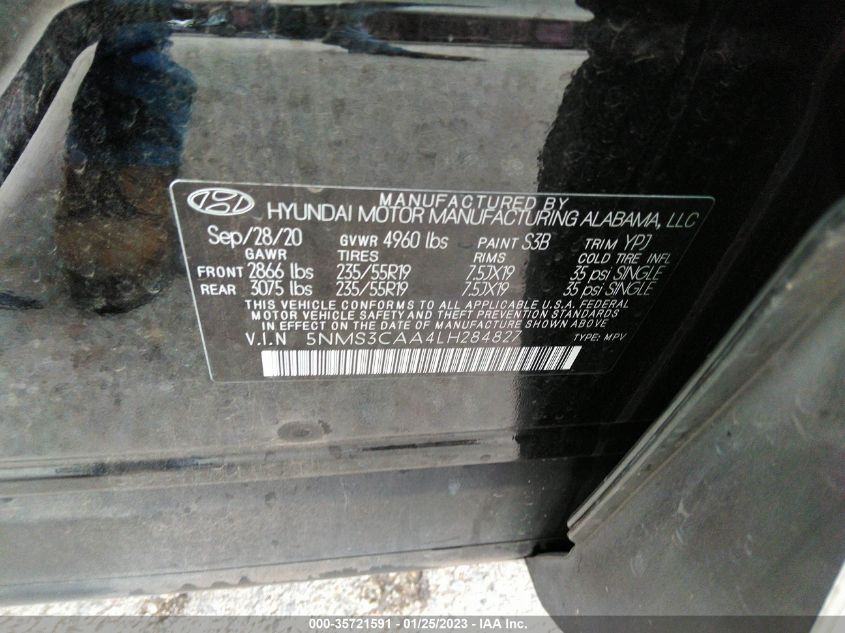 MANUFACTURED BY
HYUNDAI MOTOR MANUFACTURING ALABAMA, LLC
Sep/28/20 GVWR 4960 lbs PAINT S3B TRIM YPJ
GAWR TIRES RIMS COLD TIRE INFL
FRONT 2866 lbs 235/55R19 7.5JX19 35 psi SINGLE
REAR 3075 lbs 235/55R19 7.5JX19 35 psi SINGLE
THIS VEHICLE CONFORMS TO ALL APPLICABLE U.S.A. FEDERAL
MOTOR VEHICLE SAFETY AND THEFT PREVENTION STANDARDS
IN EFFECT ON THE DATE OF MANUFACTURE SHOWN ABOVE
V.I.N 5NMS3CAA4LH284827 TYPE: MPV
000-35721591 - 01/25/2023 - IAA Inc.